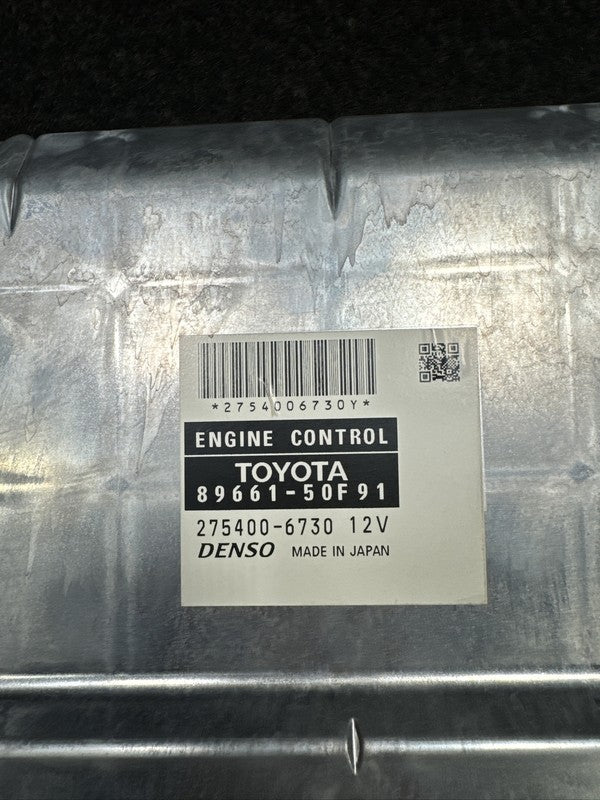 *2754006730Y*
ENGINE CONTROL
TOYOTA
89661-50F91
275400-6730 12V
DENSO MADE IN JAPAN